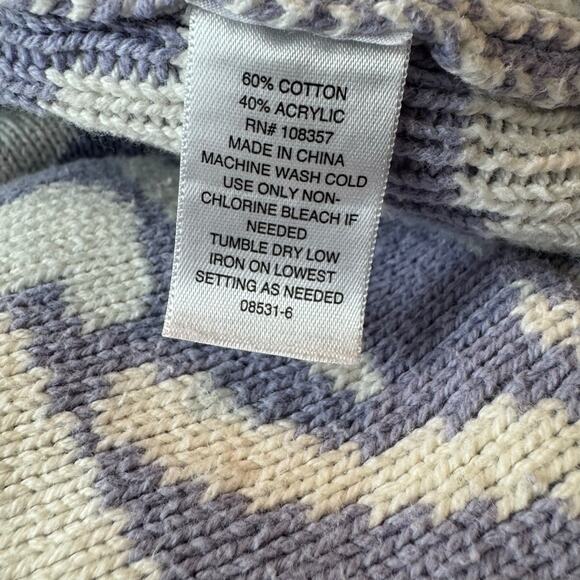 60% COTTON
40% ACRYLIC
RN# 108357
MADE IN CHINA
MACHINE WASH COLD
USE ONLY NON-
CHLORINE BLEACH IF
NEEDED
TUMBLE DRY LOW
IRON ON LOWEST
SETTING AS NEEDED
08531-6